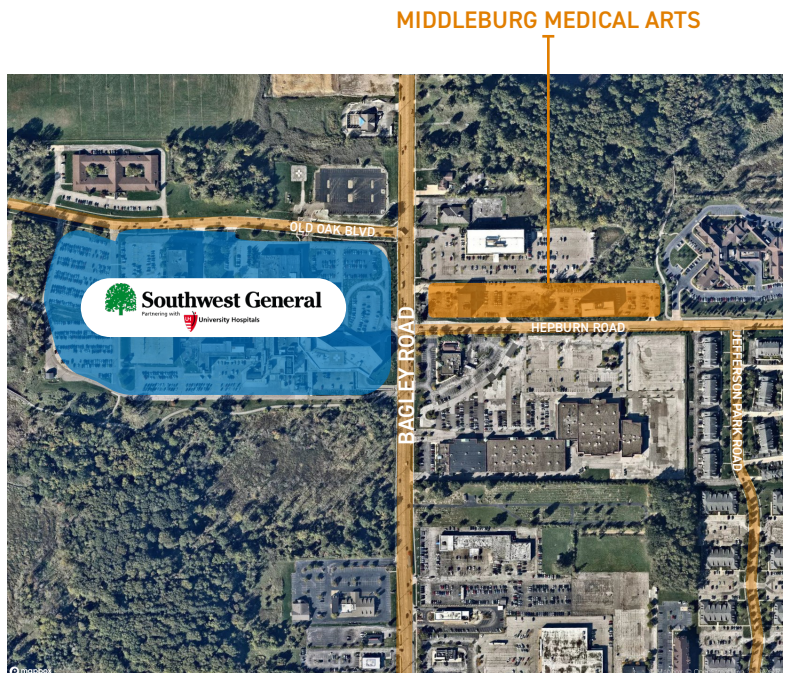 MIDDLEBURG MEDICAL ARTS
OLD OAK BLVD
Southwest General
Partnering with
UH
University Hospitals
BAGLEY ROAD
HEPBURN ROAD
JEFFERSON PARK ROAD
mapbox